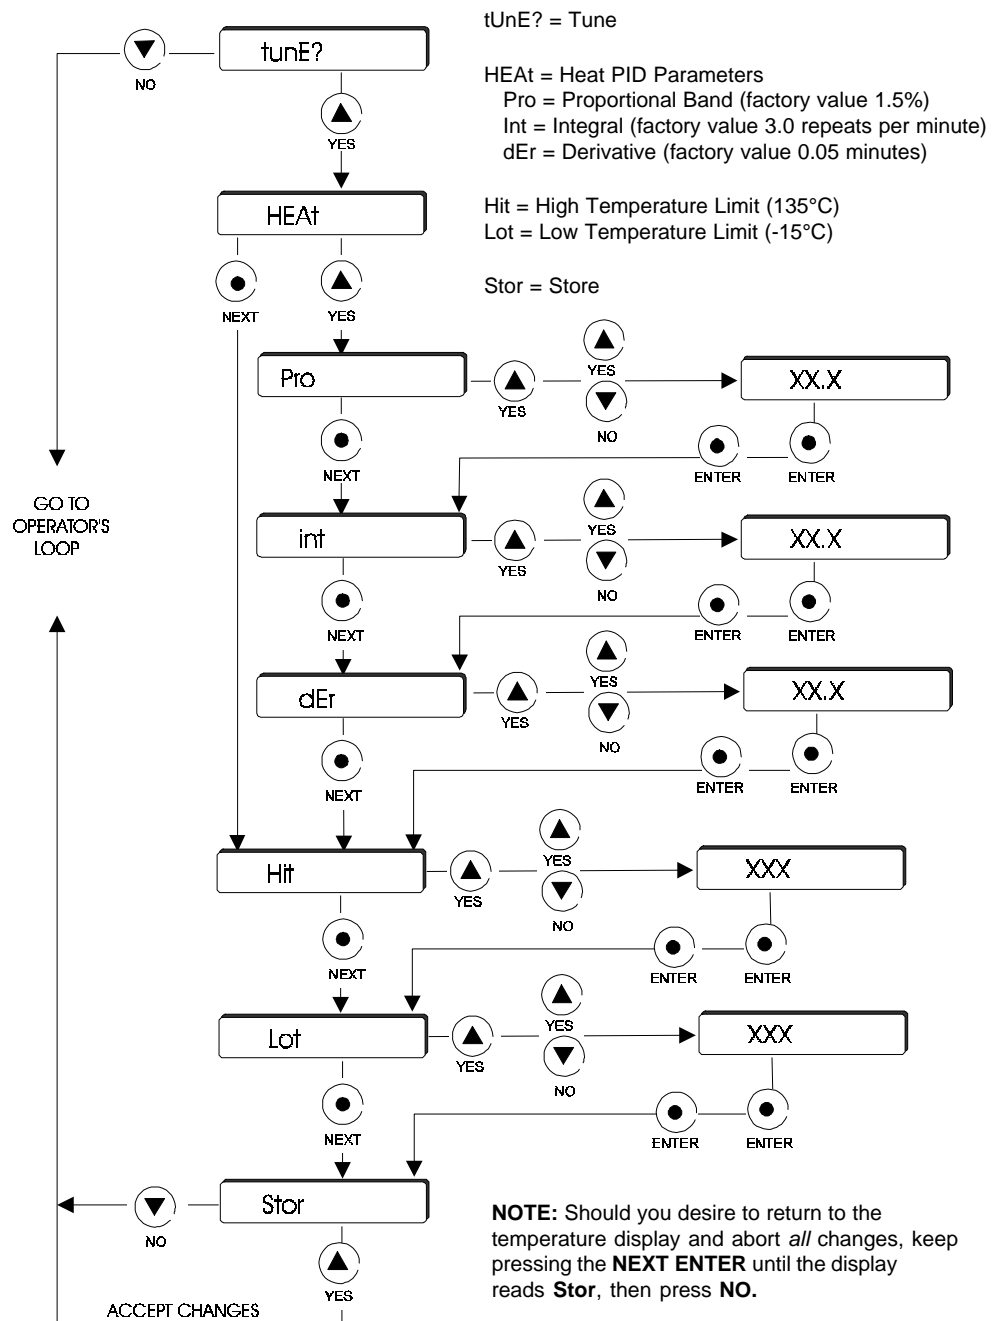 tUnE? = Tune
tunE?
NO
HEAt = Heat PID Parameters
Pro = Proportional Band (factory value 1.5%)
Int = Integral (factory value 3.0 repeats per minute)
dEr = Derivative (factory value 0.05 minutes)
YES
Hit = High Temperature Limit (135°C)
Lot = Low Temperature Limit (-15°C)
HEAt
Stor = Store
NEXT
YES
Pro
YES
YES
NO
XX.X
NEXT
ENTER
ENTER
GO TO
OPERATOR'S
LOOP
int
YES
YES
NO
XX.X
NEXT
ENTER
ENTER
dEr
YES
YES
NO
XX.X
NEXT
ENTER
ENTER
Hit
YES
YES
NO
XXX
NEXT
ENTER
ENTER
Lot
YES
YES
NO
XXX
NEXT
ENTER
ENTER
Stor
NO
YES
ACCEPT CHANGES
NOTE: Should you desire to return to the
temperature display and abort all changes, keep
pressing the NEXT ENTER until the display
reads Stor, then press NO.